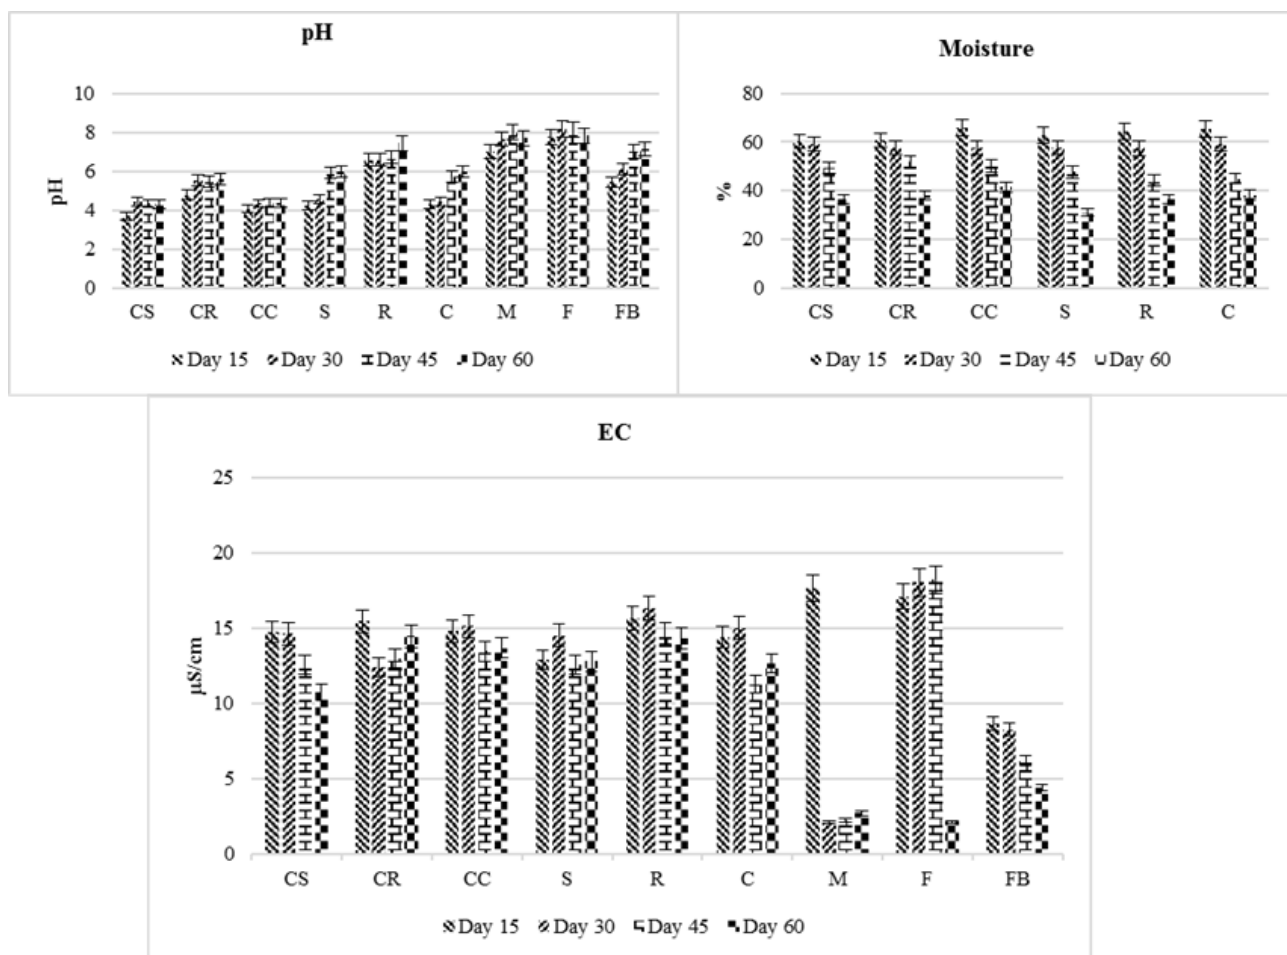 pH
10
8
6
4
2
0
pH
CS CR CC S R C M F FB
Day 15 Day 30 Day 45 Day 60
Moisture
80
60
40
20
0
%
CS CR CC S R C
Day 15 Day 30 Day 45 Day 60
EC
25
20
15
10
5
0
µS/cm
CS CR CC S R C M F FB
Day 15 Day 30 Day 45 Day 60